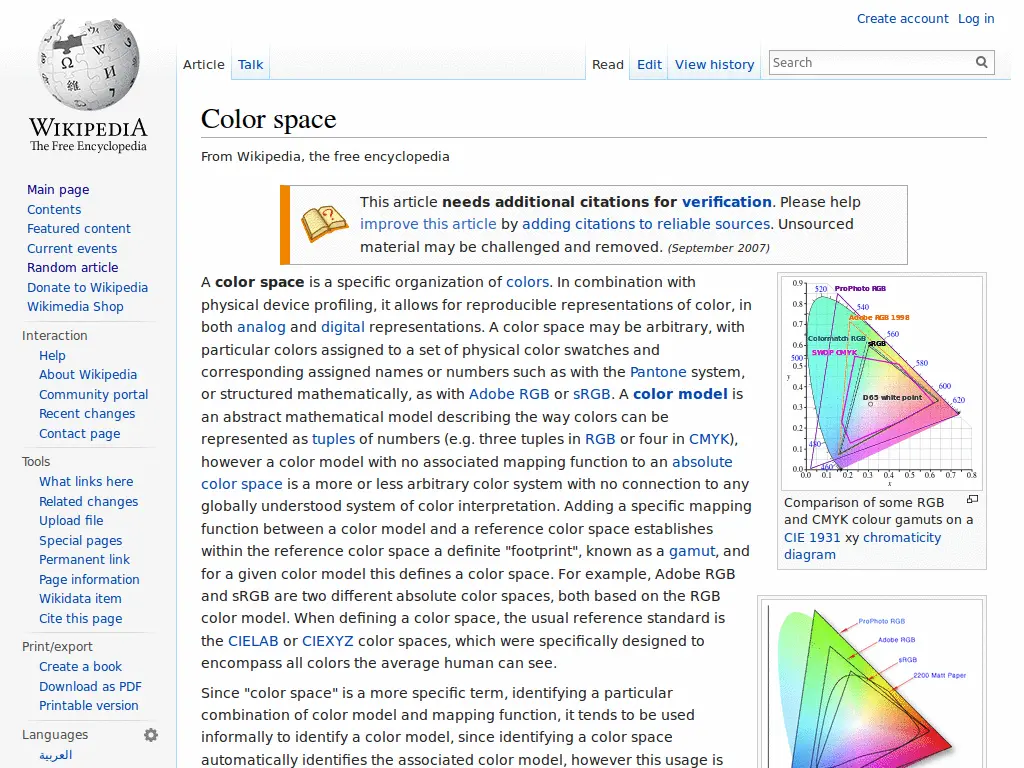 Create account Log in
Article Talk Read Edit View history Search
WIKIPEDIA
The Free Encyclopedia
Main page
Contents
Featured content
Current events
Random article
Donate to Wikipedia
Wikimedia Shop
Interaction
Help
About Wikipedia
Community portal
Recent changes
Contact page
Tools
What links here
Related changes
Upload file
Special pages
Permanent link
Page information
Wikidata item
Cite this page
Print/export
Create a book
Download as PDF
Printable version
Languages
العربية
Color space
From Wikipedia, the free encyclopedia
This article needs additional citations for verification. Please help
improve this article by adding citations to reliable sources. Unsourced
material may be challenged and removed. (September 2007)
A color space is a specific organization of colors. In combination with
physical device profiling, it allows for reproducible representations of color, in
both analog and digital representations. A color space may be arbitrary, with
particular colors assigned to a set of physical color swatches and
corresponding assigned names or numbers such as with the Pantone system,
or structured mathematically, as with Adobe RGB or sRGB. A color model is
an abstract mathematical model describing the way colors can be
represented as tuples of numbers (e.g. three tuples in RGB or four in CMYK),
however a color model with no associated mapping function to an absolute
color space is a more or less arbitrary color system with no connection to any
globally understood system of color interpretation. Adding a specific mapping
function between a color model and a reference color space establishes
within the reference color space a definite "footprint", known as a gamut, and
for a given color model this defines a color space. For example, Adobe RGB
and sRGB are two different absolute color spaces, both based on the RGB
color model. When defining a color space, the usual reference standard is
the CIELAB or CIEXYZ color spaces, which were specifically designed to
encompass all colors the average human can see.
Since "color space" is a more specific term, identifying a particular
combination of color model and mapping function, it tends to be used
informally to identify a color model, since identifying a color space
automatically identifies the associated color model, however this usage is
0.9 520 ProPhoto RGB
0.8 540
Adobe RGB 1998
0.7
560
0.6 Colormatch RGB sRGB
SWOP CMYK
500 0.5 580
0.4 600
y
D65 white point 620
0.3
0.2
480
0.1
460
0.0
0.0 0.1 0.2 0.3 0.4 0.5 0.6 0.7 0.8
x
Comparison of some RGB
and CMYK colour gamuts on a
CIE 1931 xy chromaticity
diagram
ProPhoto RGB
Adobe RGB
sRGB
2200 Matt Paper